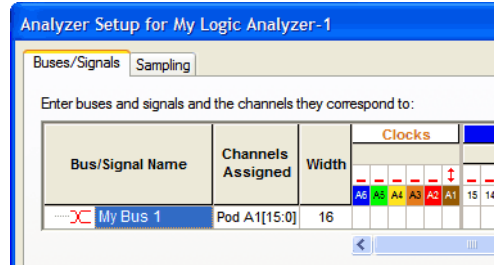 Analyzer Setup for My Logic Analyzer-1
Buses/Signals Sampling
Enter buses and signals and the channels they correspond to:
Clocks
Bus/Signal Name Channels Assigned Width
A6 A5 A4 A3 A2 A1 15 14
My Bus 1 Pod A1[15:0] 16